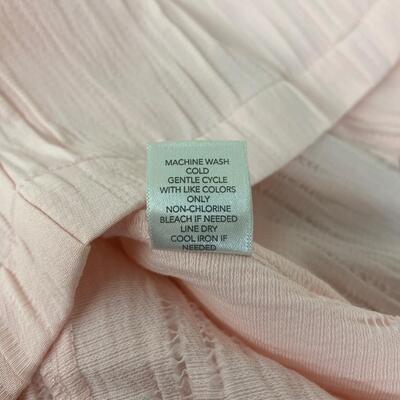 MACHINE WASH
COLD
GENTLE CYCLE
WITH LIKE COLORS
ONLY
NON-CHLORINE
BLEACH IF NEEDED
LINE DRY
COOL IRON IF
NEEDED